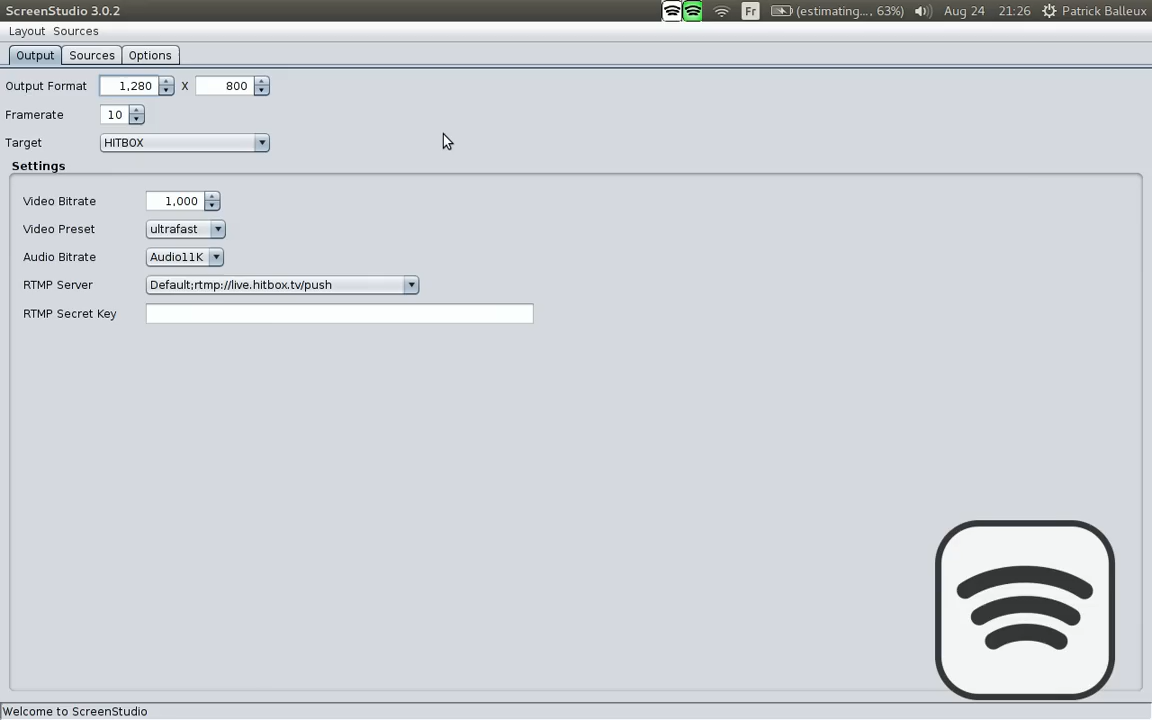 ScreenStudio 3.0.2 Fr (estimating..., 63%) Aug 24 21:26 Patrick Balleux
Layout Sources
Output Sources Options
Output Format 1,280 X 800
Framerate 10
Target HITBOX
Settings
Video Bitrate 1,000
Video Preset ultrafast
Audio Bitrate Audio11K
RTMP Server Default;rtmp://live.hitbox.tv/push
RTMP Secret Key
Welcome to ScreenStudio